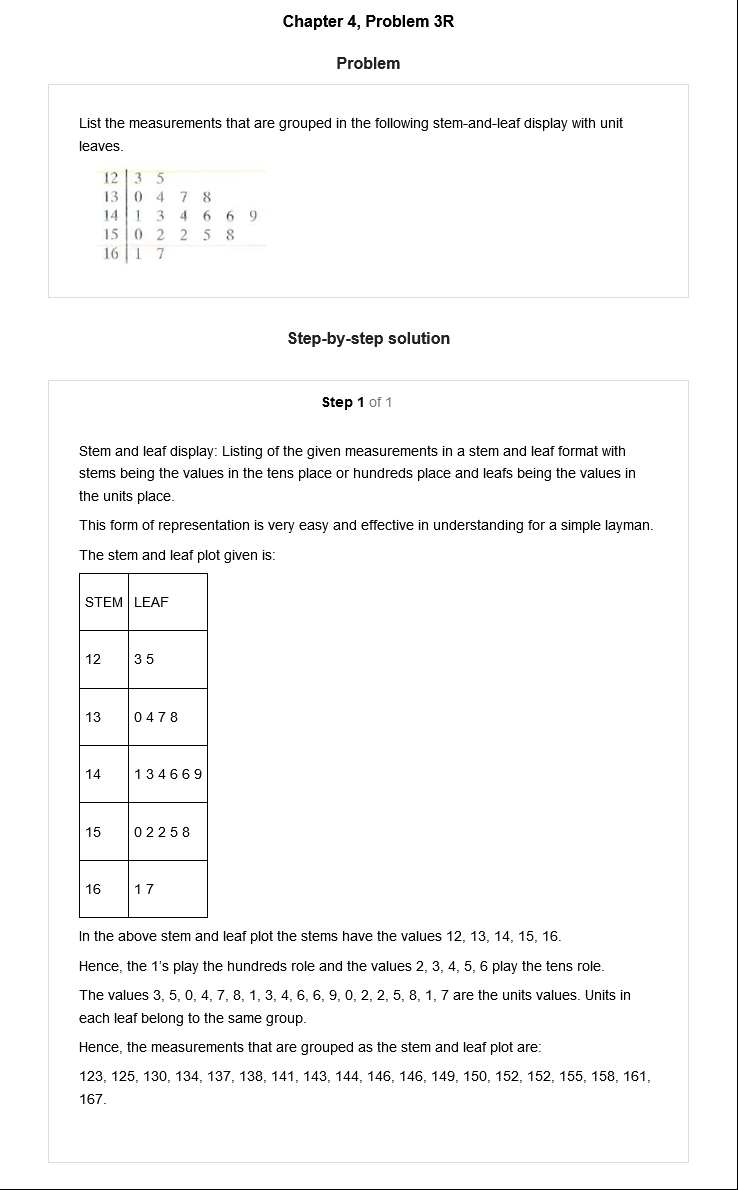 Chapter 4, Problem 3R
Problem
List the measurements that are grouped in the following stem-and-leaf display with unit
leaves.
12 | 3 5
13 | 0 4 7 8
14 | 1 3 4 6 6 9
15 | 0 2 2 5 8
16 | 1 7
Step-by-step solution
Step 1 of 1
Stem and leaf display: Listing of the given measurements in a stem and leaf format with
stems being the values in the tens place or hundreds place and leafs being the values in
the units place.
This form of representation is very easy and effective in understanding for a simple layman.
The stem and leaf plot given is:
STEM LEAF
12 3 5
13 0 4 7 8
14 1 3 4 6 6 9
15 0 2 2 5 8
16 1 7
In the above stem and leaf plot the stems have the values 12, 13, 14, 15, 16.
Hence, the 1's play the hundreds role and the values 2, 3, 4, 5, 6 play the tens role.
The values 3, 5, 0, 4, 7, 8, 1, 3, 4, 6, 6, 9, 0, 2, 2, 5, 8, 1, 7 are the units values. Units in
each leaf belong to the same group.
Hence, the measurements that are grouped as the stem and leaf plot are:
123, 125, 130, 134, 137, 138, 141, 143, 144, 146, 146, 149, 150, 152, 152, 155, 158, 161,
167.